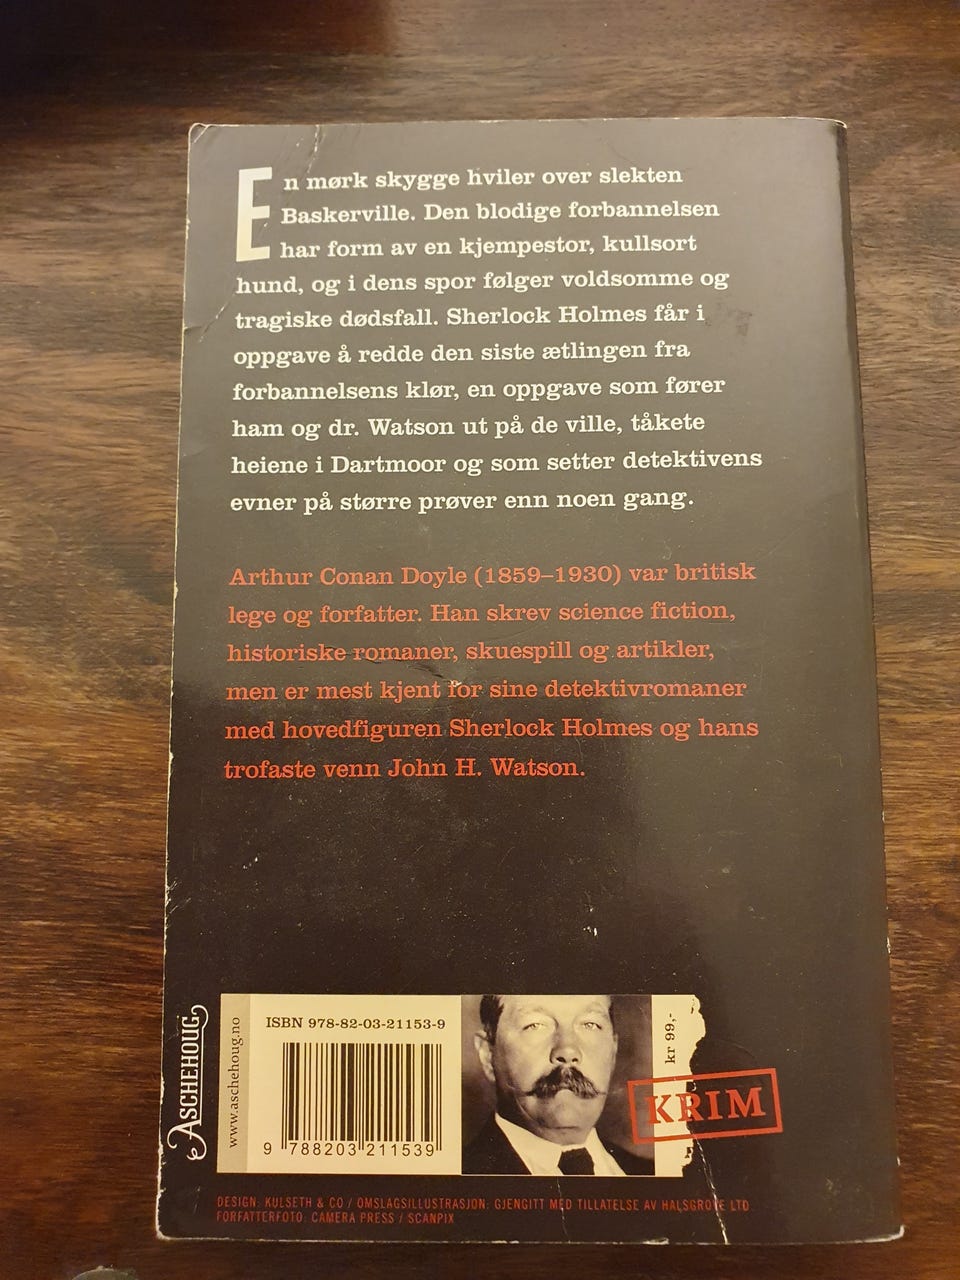 En mørk skygge hviler over slekten
Baskerville. Den blodige forbannelsen
har form av en kjempestor, kullsort
hund, og i dens spor følger voldsomme og
tragiske dødsfall. Sherlock Holmes får i
oppgave å redde den siste ætlingen fra
forbannelsens klør, en oppgave som fører
ham og dr. Watson ut på de ville, tåkete
heiene i Dartmoor og som setter detektivens
evner på større prøver enn noen gang.
Arthur Conan Doyle (1859–1930) var britisk
lege og forfatter. Han skrev science fiction,
historiske romaner, skuespill og artikler,
men er mest kjent for sine detektivromaner
med hovedfiguren Sherlock Holmes og hans
trofaste venn John H. Watson.
ASCHEHOUG
www.aschehoug.no
ISBN 978-82-03-21153-9
9 788203 211539
kr 99,-
KRIM
DESIGN: KULSETH & CO / OMSLAGSILLUSTRASJON: GJENGITT MED TILLATELSE AV HALSGROVE LTD
FORFATTERFOTO: CAMERA PRESS / SCANPIX